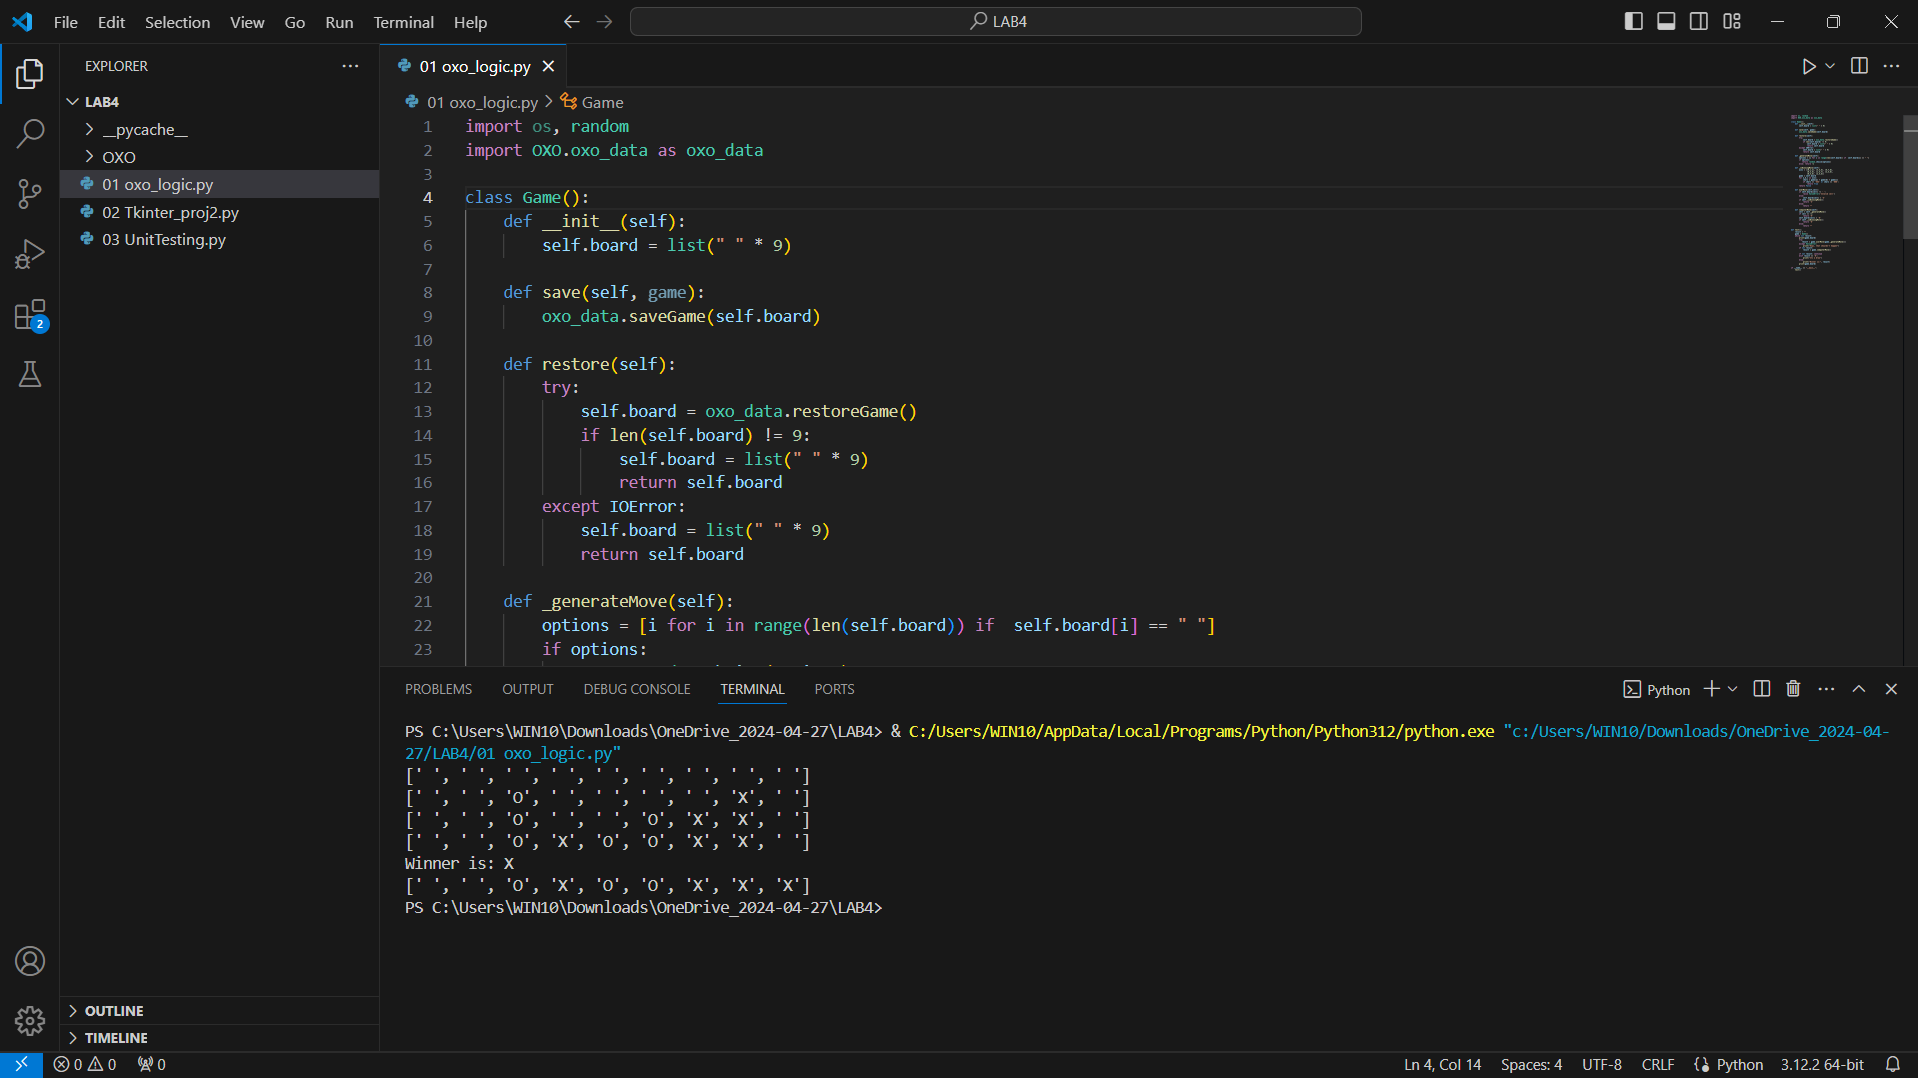 File Edit Selection View Go Run Terminal Help
LAB4
EXPLORER
LAB4
__pycache__
OXO
01 oxo_logic.py
02 Tkinter_proj2.py
03 UnitTesting.py
2
OUTLINE
TIMELINE
01 oxo_logic.py
01 oxo_logic.py > Game
1 import os, random
2 import OXO.oxo_data as oxo_data
3
4 class Game():
5 def __init__(self):
6 self.board = list(" " * 9)
7
8 def save(self, game):
9 oxo_data.saveGame(self.board)
10
11 def restore(self):
12 try:
13 self.board = oxo_data.restoreGame()
14 if len(self.board) != 9:
15 self.board = list(" " * 9)
16 return self.board
17 except IOError:
18 self.board = list(" " * 9)
19 return self.board
20
21 def _generateMove(self):
22 options = [i for i in range(len(self.board)) if  self.board[i] == " "]
23 if options:
PROBLEMS OUTPUT DEBUG CONSOLE TERMINAL PORTS
Python
PS C:\Users\WIN10\Downloads\OneDrive_2024-04-27\LAB4> & C:/Users/WIN10/AppData/Local/Programs/Python/Python312/python.exe "c:/Users/WIN10/Downloads/OneDrive_2024-04-
27/LAB4/01 oxo_logic.py"
[' ', ' ', ' ', ' ', ' ', ' ', ' ', ' ', ' ']
[' ', ' ', 'O', ' ', ' ', ' ', ' ', 'X', ' ']
[' ', ' ', 'O', ' ', ' ', 'O', 'X', 'X', ' ']
[' ', ' ', 'O', 'X', 'O', 'O', 'X', 'X', ' ']
Winner is: X
[' ', ' ', 'O', 'X', 'O', 'O', 'X', 'X', 'X']
PS C:\Users\WIN10\Downloads\OneDrive_2024-04-27\LAB4>
0 0 0
Ln 4, Col 14 Spaces: 4 UTF-8 CRLF Python 3.12.2 64-bit